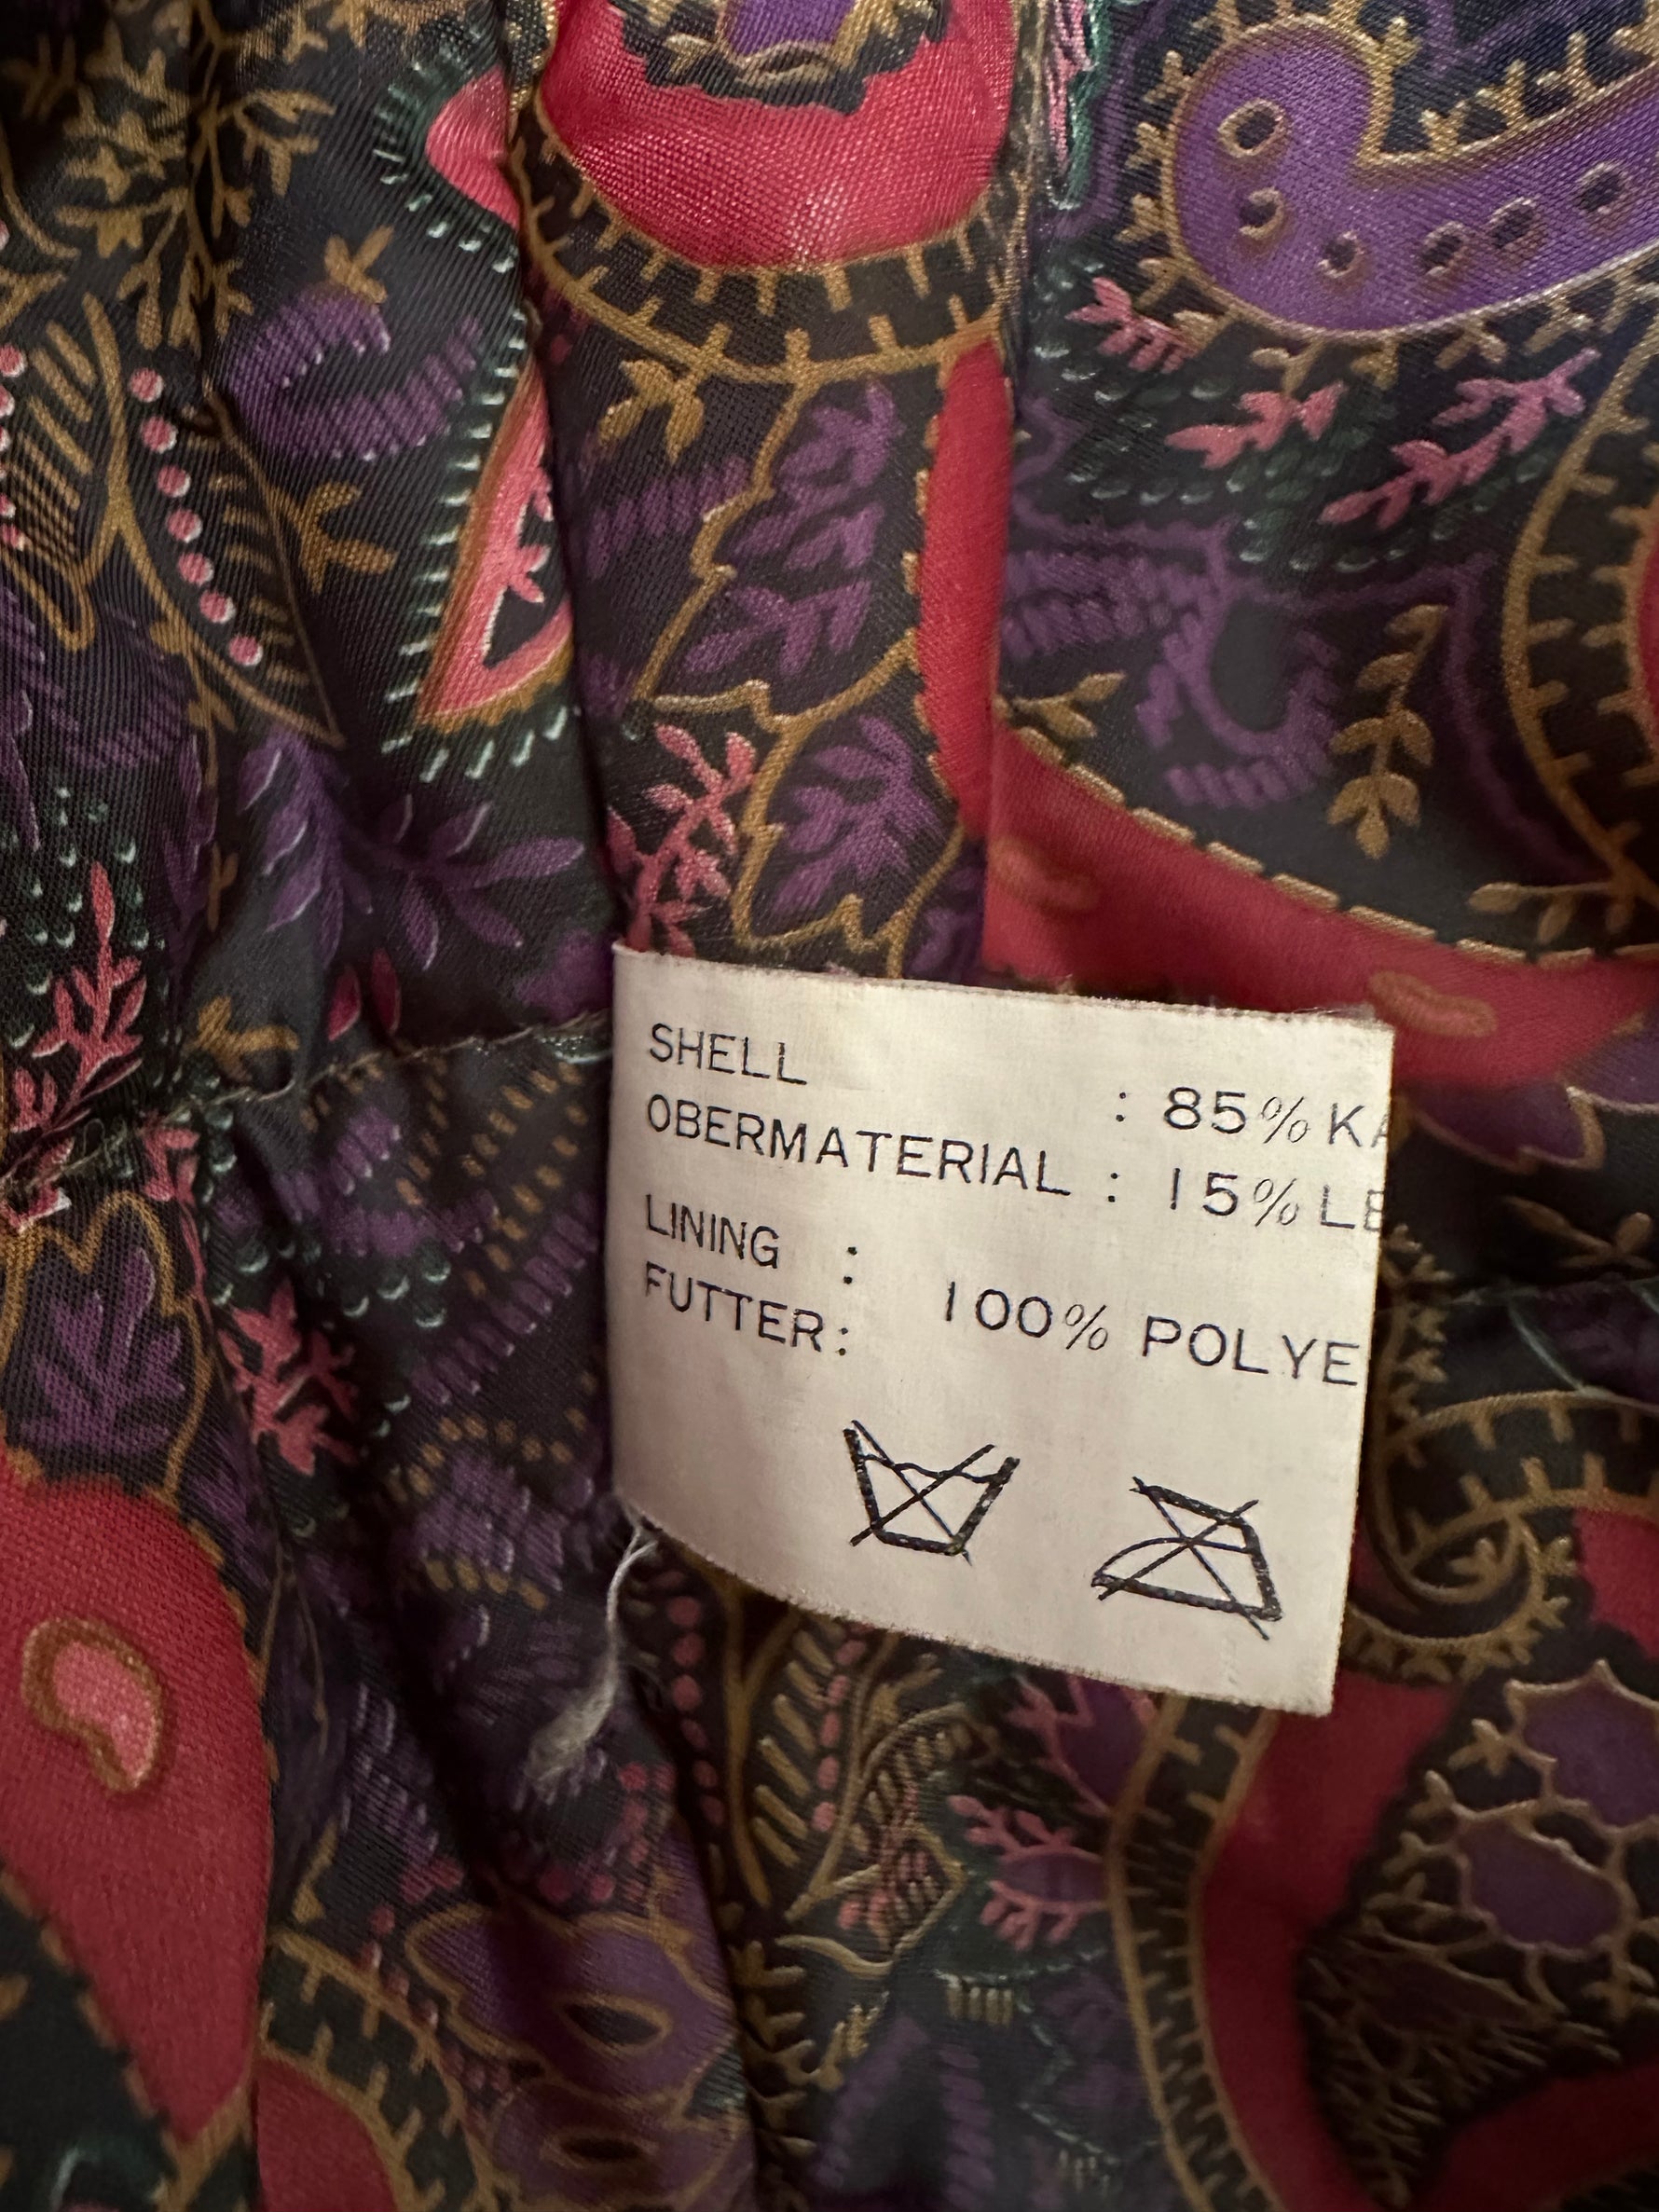 SHELL : 85% KA
OBERMATERIAL : 15% LE
LINING :
FUTTER: 100% POLYE